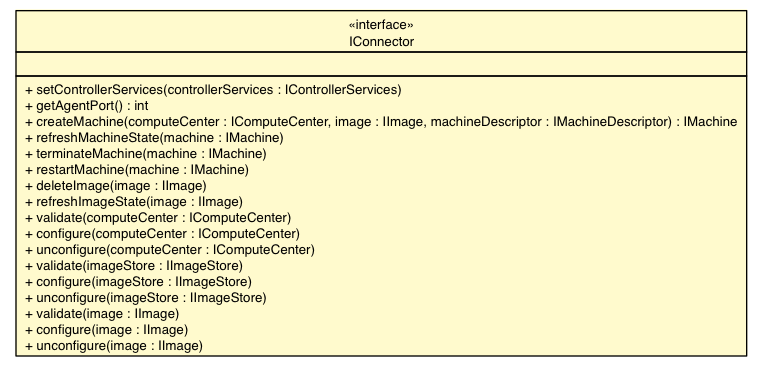 «interface»
IConnector
+ setControllerServices(controllerServices : IControllerServices)
+ getAgentPort() : int
+ createMachine(computeCenter : IComputeCenter, image : IImage, machineDescriptor : IMachineDescriptor) : IMachine
+ refreshMachineState(machine : IMachine)
+ terminateMachine(machine : IMachine)
+ restartMachine(machine : IMachine)
+ deleteImage(image : IImage)
+ refreshImageState(image : IImage)
+ validate(computeCenter : IComputeCenter)
+ configure(computeCenter : IComputeCenter)
+ unconfigure(computeCenter : IComputeCenter)
+ validate(imageStore : IImageStore)
+ configure(imageStore : IImageStore)
+ unconfigure(imageStore : IImageStore)
+ validate(image : IImage)
+ configure(image : IImage)
+ unconfigure(image : IImage)